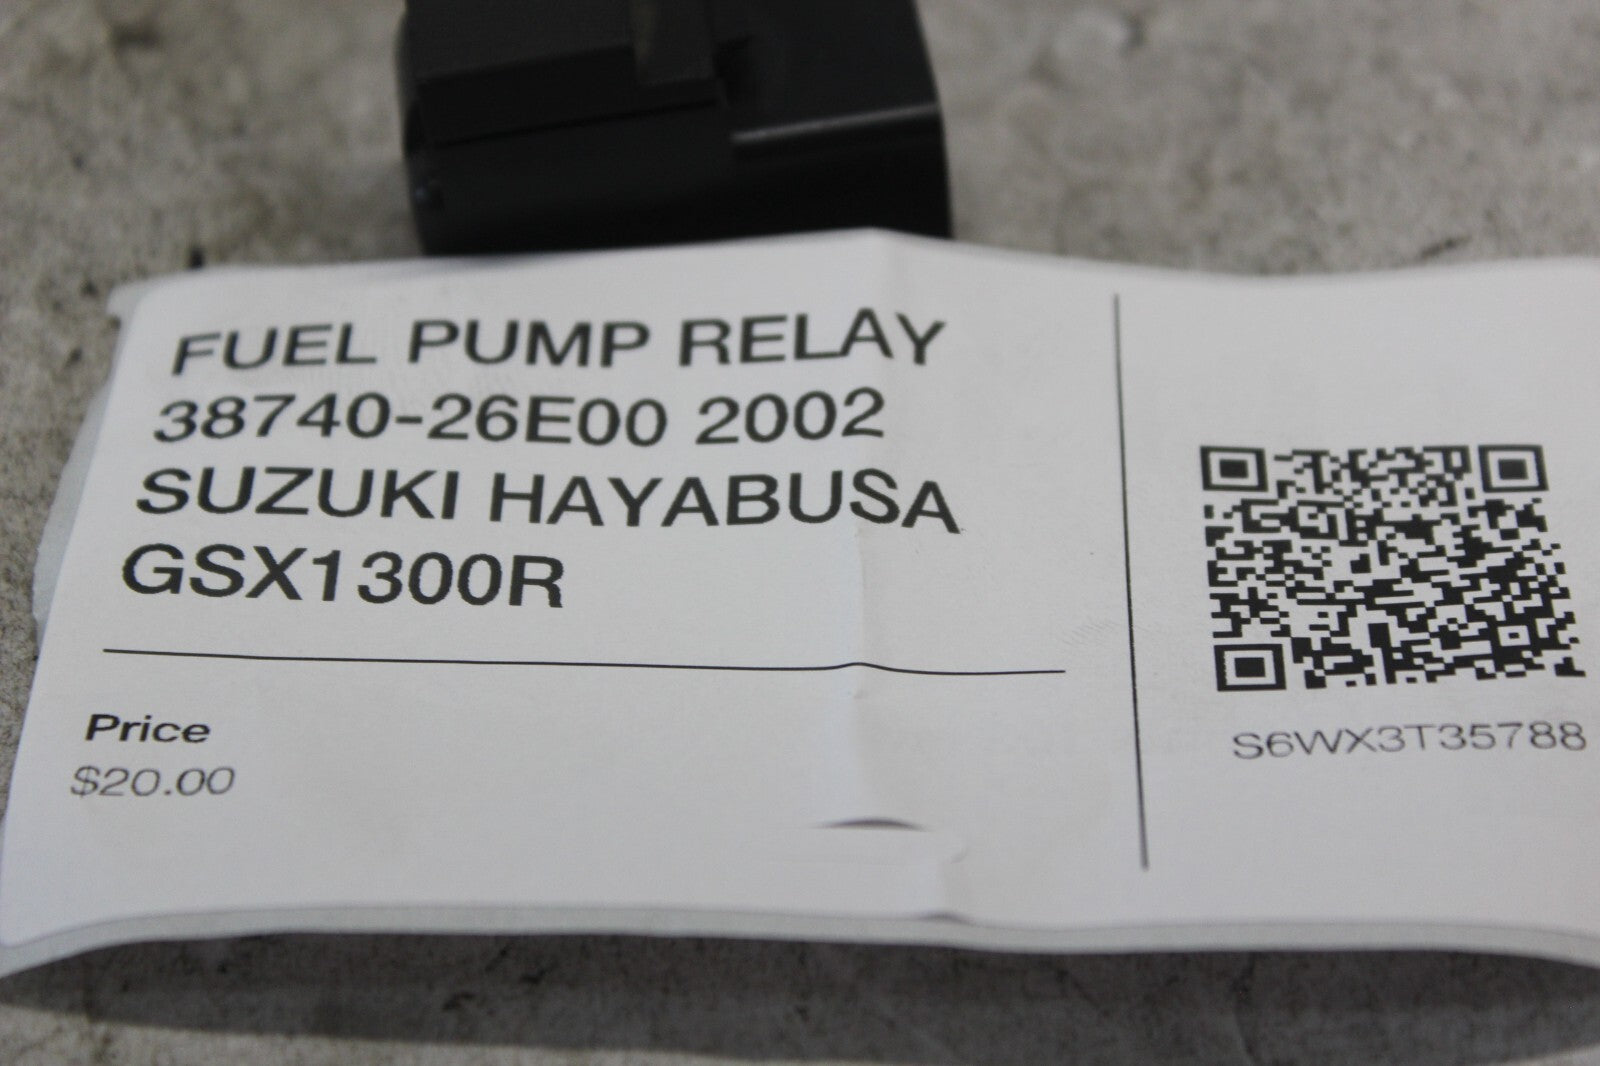 FUEL PUMP RELAY
38740-26E00 2002
SUZUKI HAYABUSA
GSX1300R
Price
$20.00
S6WX3T35788